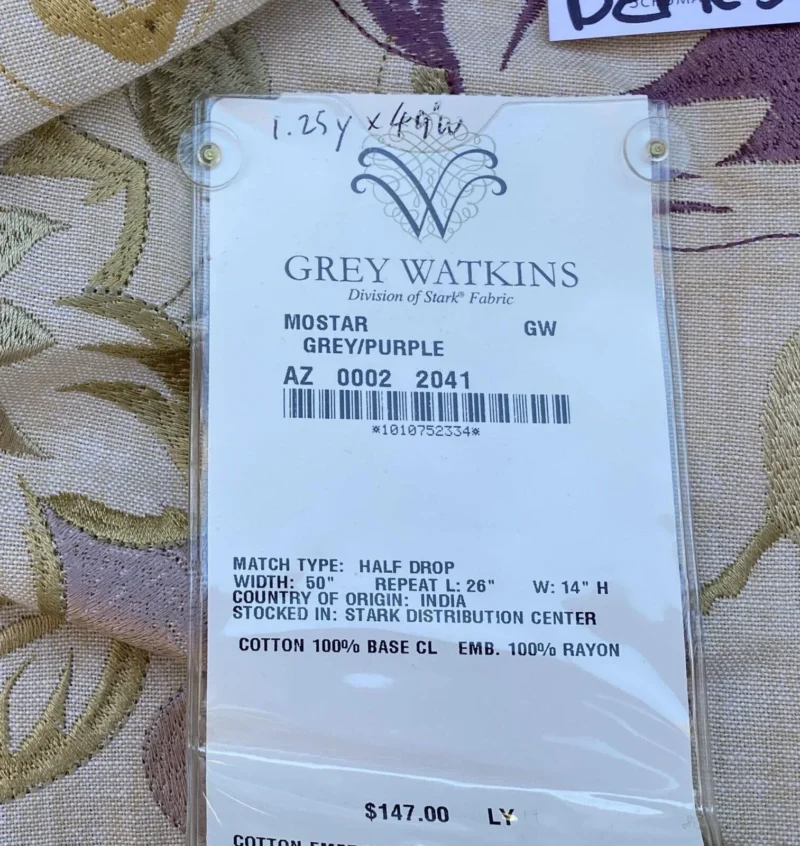 SCHUMA
1.25y x 49"w
GREY WATKINS
Division of Stark® Fabric
MOSTAR GW
GREY/PURPLE
AZ 0002 2041
*1010752334*
MATCH TYPE: HALF DROP
WIDTH: 50" REPEAT L: 26" W: 14" H
COUNTRY OF ORIGIN: INDIA
STOCKED IN: STARK DISTRIBUTION CENTER
COTTON 100% BASE CL EMB. 100% RAYON
$147.00 LY
COTTON